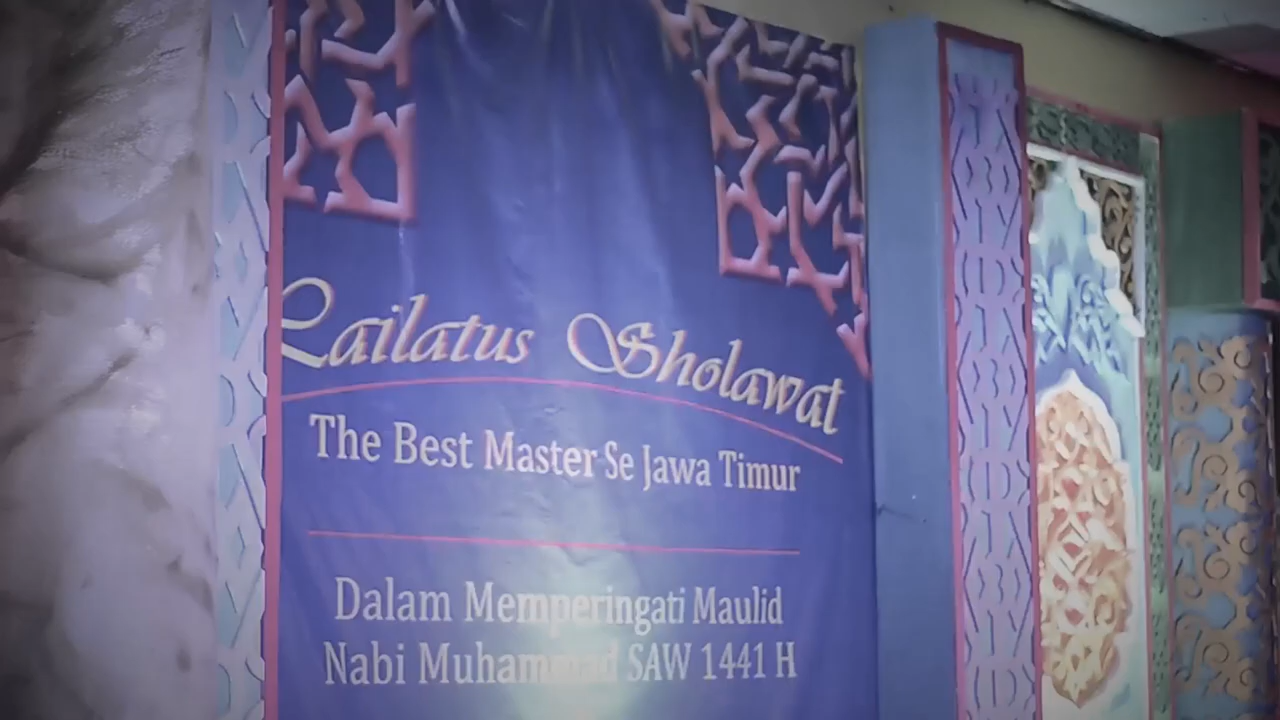 Lailatus Sholawat
The Best Master Se Jawa Timur
Dalam Memperingati Maulid
Nabi Muhammad SAW 1441 H